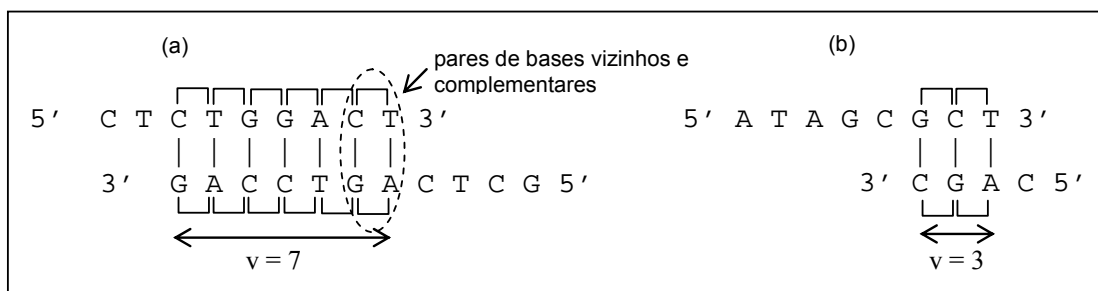 (a)
pares de bases vizinhos e
complementares
5′ C T C T G G A C T 3′
3′ G A C C T G A C T C G 5′
v = 7
(b)
5′ A T A G C G C T 3′
3′ C G A C 5′
v = 3